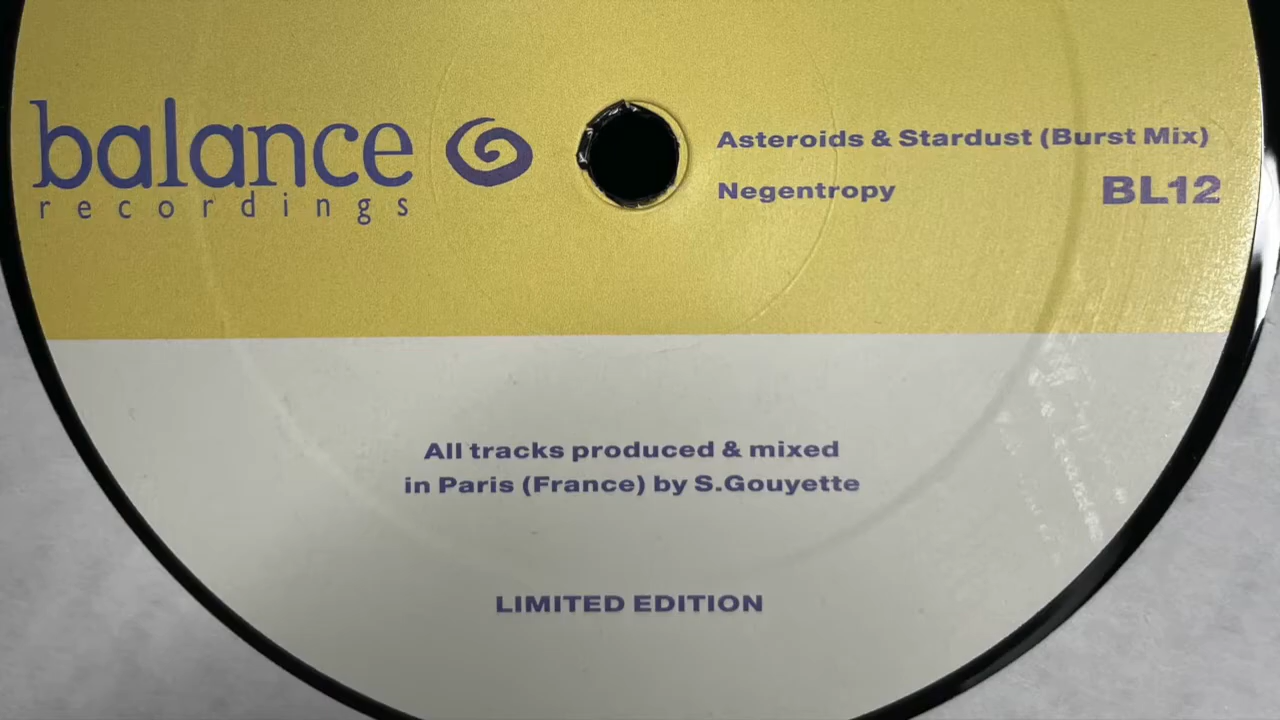 balance
recordings
Asteroids & Stardust (Burst Mix)
Negentropy
BL12
All tracks produced & mixed
in Paris (France) by S.Gouyette
LIMITED EDITION